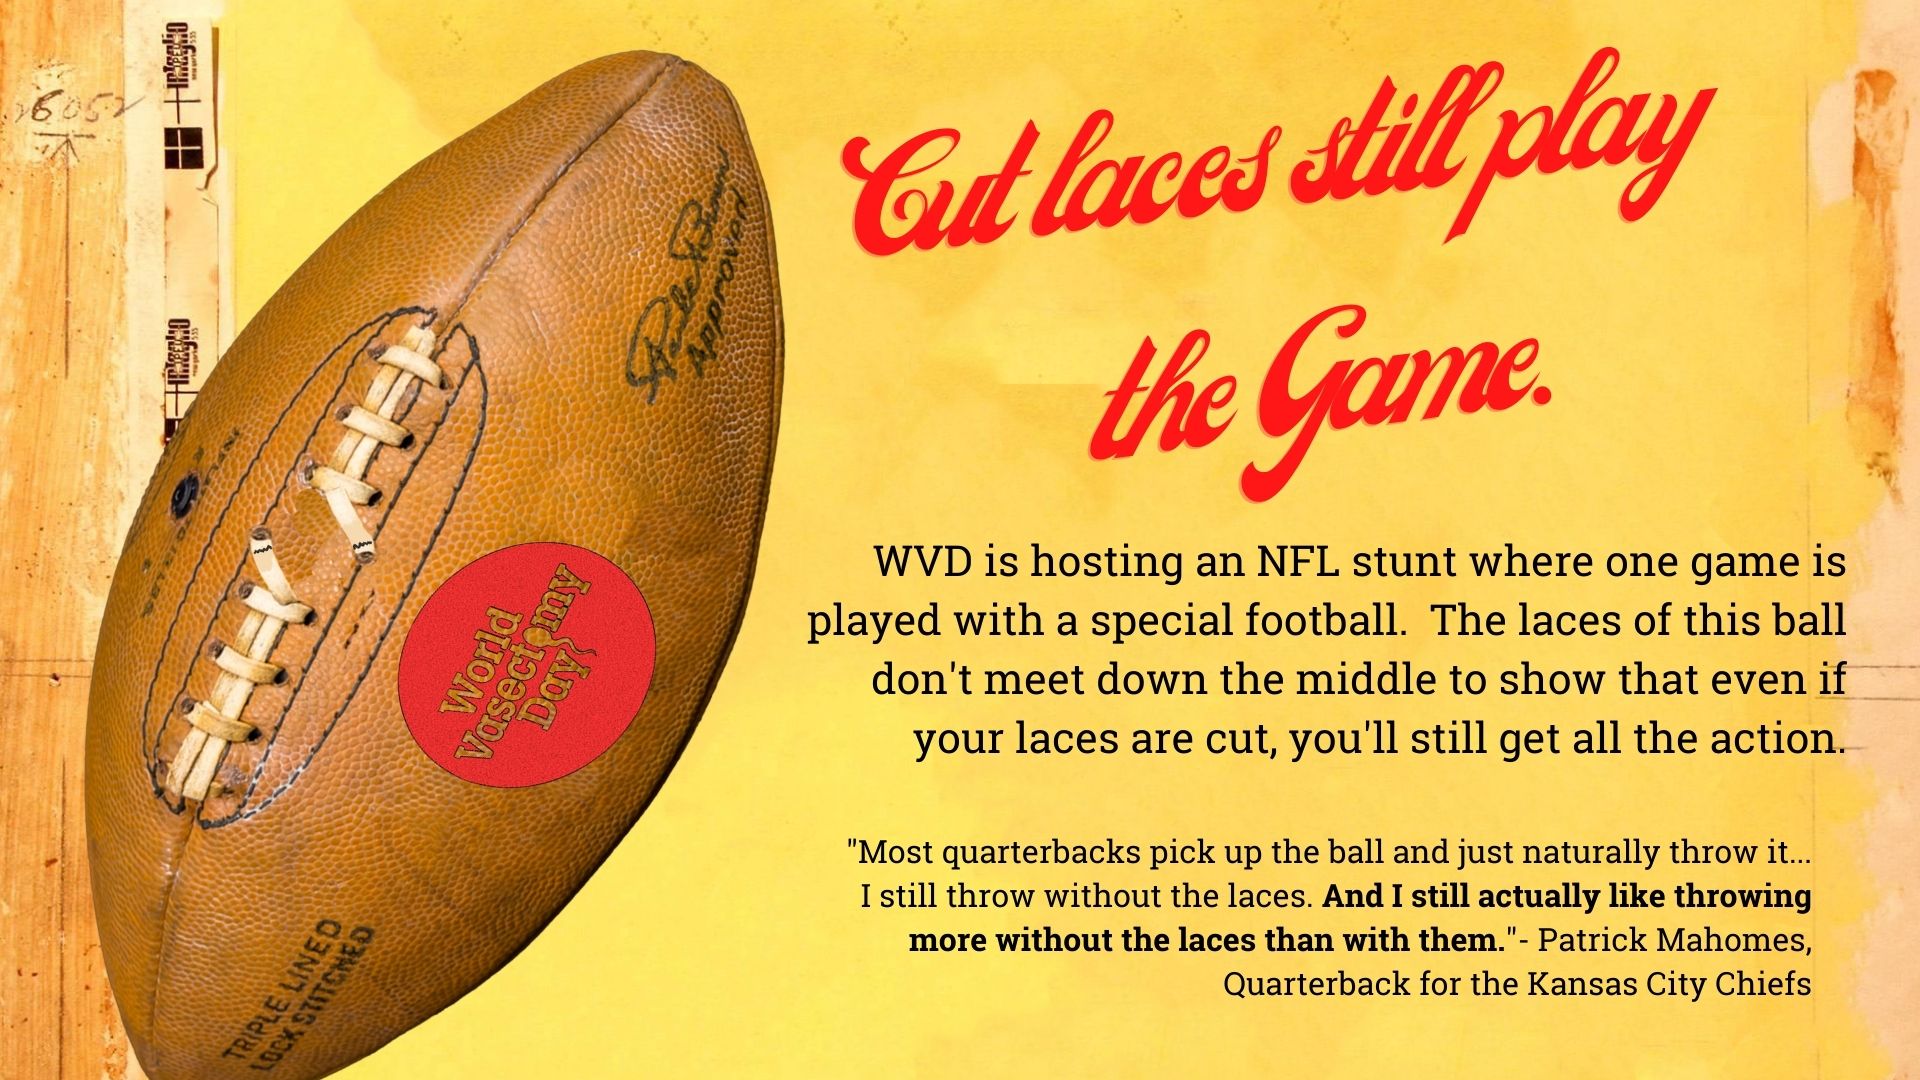 Cut laces still play
the Game.
WVD is hosting an NFL stunt where one game is
played with a special football. The laces of this ball
don't meet down the middle to show that even if
your laces are cut, you'll still get all the action.
"Most quarterbacks pick up the ball and just naturally throw it...
I still throw without the laces. And I still actually like throwing
more without the laces than with them."- Patrick Mahomes,
Quarterback for the Kansas City Chiefs
World
Vasectomy
Day
TRIPLE LINED
LOCK STITCHED
Intaglio
Intaglio